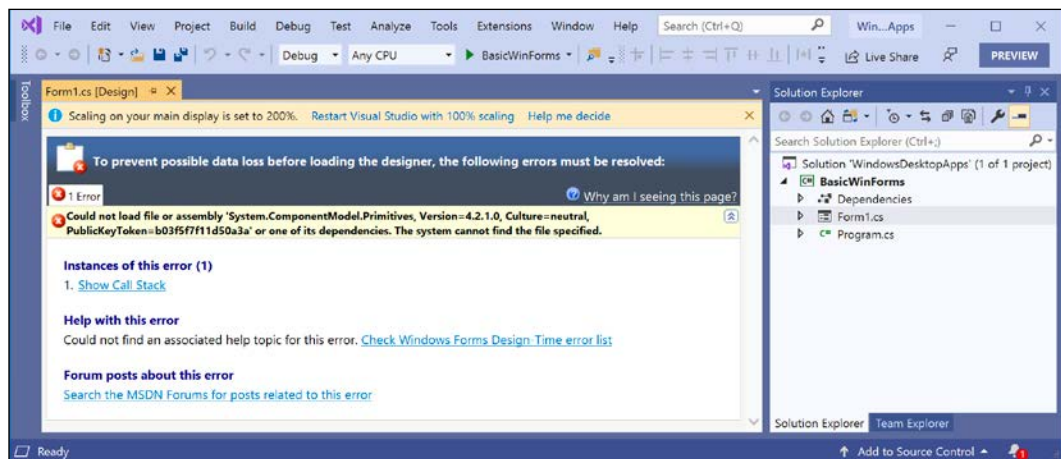 File Edit View Project Build Debug Test Analyze Tools Extensions Window Help Search (Ctrl+Q) Win...Apps
Debug Any CPU BasicWinForms Live Share PREVIEW
Toolbox
Form1.cs [Design]
Scaling on your main display is set to 200%. Restart Visual Studio with 100% scaling Help me decide
To prevent possible data loss before loading the designer, the following errors must be resolved:
1 Error Why am I seeing this page?
Could not load file or assembly 'System.ComponentModel.Primitives, Version=4.2.1.0, Culture=neutral,
PublicKeyToken=b03f5f7f11d50a3a' or one of its dependencies. The system cannot find the file specified.
Instances of this error (1)
1. Show Call Stack
Help with this error
Could not find an associated help topic for this error. Check Windows Forms Design-Time error list
Forum posts about this error
Search the MSDN Forums for posts related to this error
Solution Explorer
Search Solution Explorer (Ctrl+;)
Solution 'WindowsDesktopApps' (1 of 1 project)
C# BasicWinForms
Dependencies
Form1.cs
C# Program.cs
Solution Explorer Team Explorer
Ready Add to Source Control 1